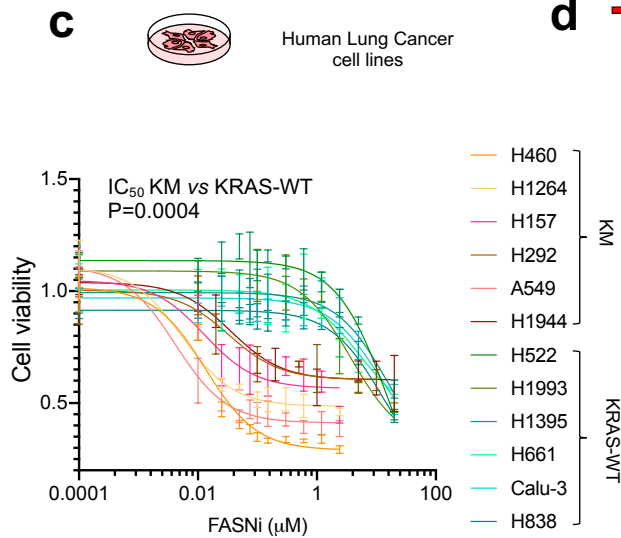 c
d
Human Lung Cancer
cell lines
IC₅₀ KM vs KRAS-WT
P=0.0004
Cell viability
1.5
1.0
0.5
0.0001
0.01
1
100
FASNi (μM)
H460
H1264
H157
H292
A549
H1944
KM
H522
H1993
H1395
H661
Calu-3
H838
KRAS-WT